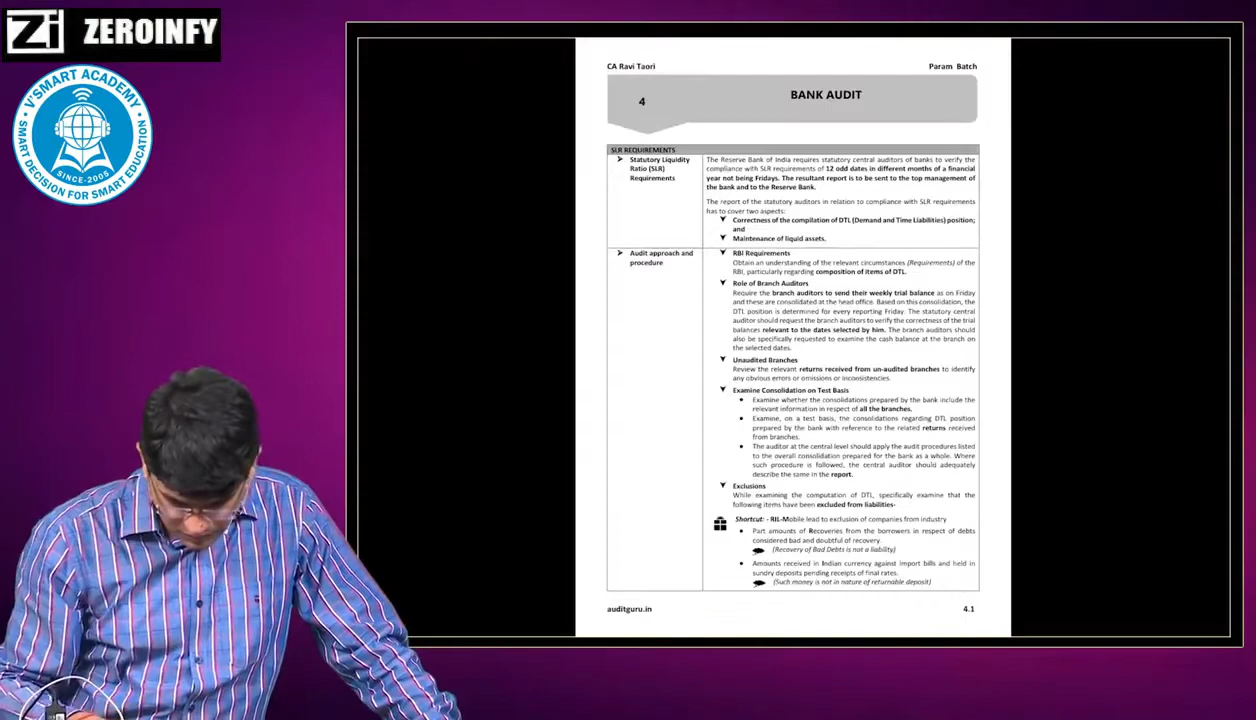 Zi ZEROINFY
V'SMART ACADEMY
SINCE-2005
SMART DECISION FOR SMART EDUCATION
CA Ravi Taori
Param Batch
4
BANK AUDIT
SLR REQUIREMENTS
Statutory Liquidity
Ratio (SLR)
Requirements
The Reserve Bank of India requires statutory central auditors of banks to verify the
compliance with SLR requirements of 12 odd dates in different months of a financial
year not being Fridays. The resultant report is to be sent to the top management of
the bank and to the Reserve Bank.
The report of the statutory auditors in relation to compliance with SLR requirements
has to cover two aspects:
Correctness of the compilation of DTL (Demand and Time Liabilities) position;
and
Maintenance of liquid assets.
Audit approach and
procedure
RBI Requirements
Obtain an understanding of the relevant circumstances (Requirements) of the
RBI, particularly regarding composition of items of DTL.
Role of Branch Auditors
Require the branch auditors to send their weekly trial balance as on Friday
and these are consolidated at the head office. Based on this consolidation, the
DTL position is determined for every reporting Friday. The statutory central
auditor should request the branch auditors to verify the correctness of the trial
balances relevant to the dates selected by him. The branch auditors should
also be specifically requested to examine the cash balance at the branch on
the selected dates.
Unaudited Branches
Review the relevant returns received from un-audited branches to identify
any obvious errors or omissions or inconsistencies.
Examine Consolidation on Test Basis
• Examine whether the consolidations prepared by the bank include the
relevant information in respect of all the branches.
• Examine, on a test basis, the consolidations regarding DTL position
prepared by the bank with reference to the related returns received
from branches.
• The auditor at the central level should apply the audit procedures listed
to the overall consolidation prepared for the bank as a whole. Where
such procedure is followed, the central auditor should adequately
describe the same in the report.
Exclusions
While examining the computation of DTL, specifically examine that the
following items have been excluded from liabilities-
Shortcut: - RIL-Mobile lead to exclusion of companies from industry
• Part amounts of Recoveries from the borrowers in respect of debts
considered bad and doubtful of recovery.
(Recovery of Bad Debts is not a liability)
• Amounts received in Indian currency against import bills and held in
sundry deposits pending receipts of final rates.
(Such money is not in nature of returnable deposit)
auditguru.in
4.1